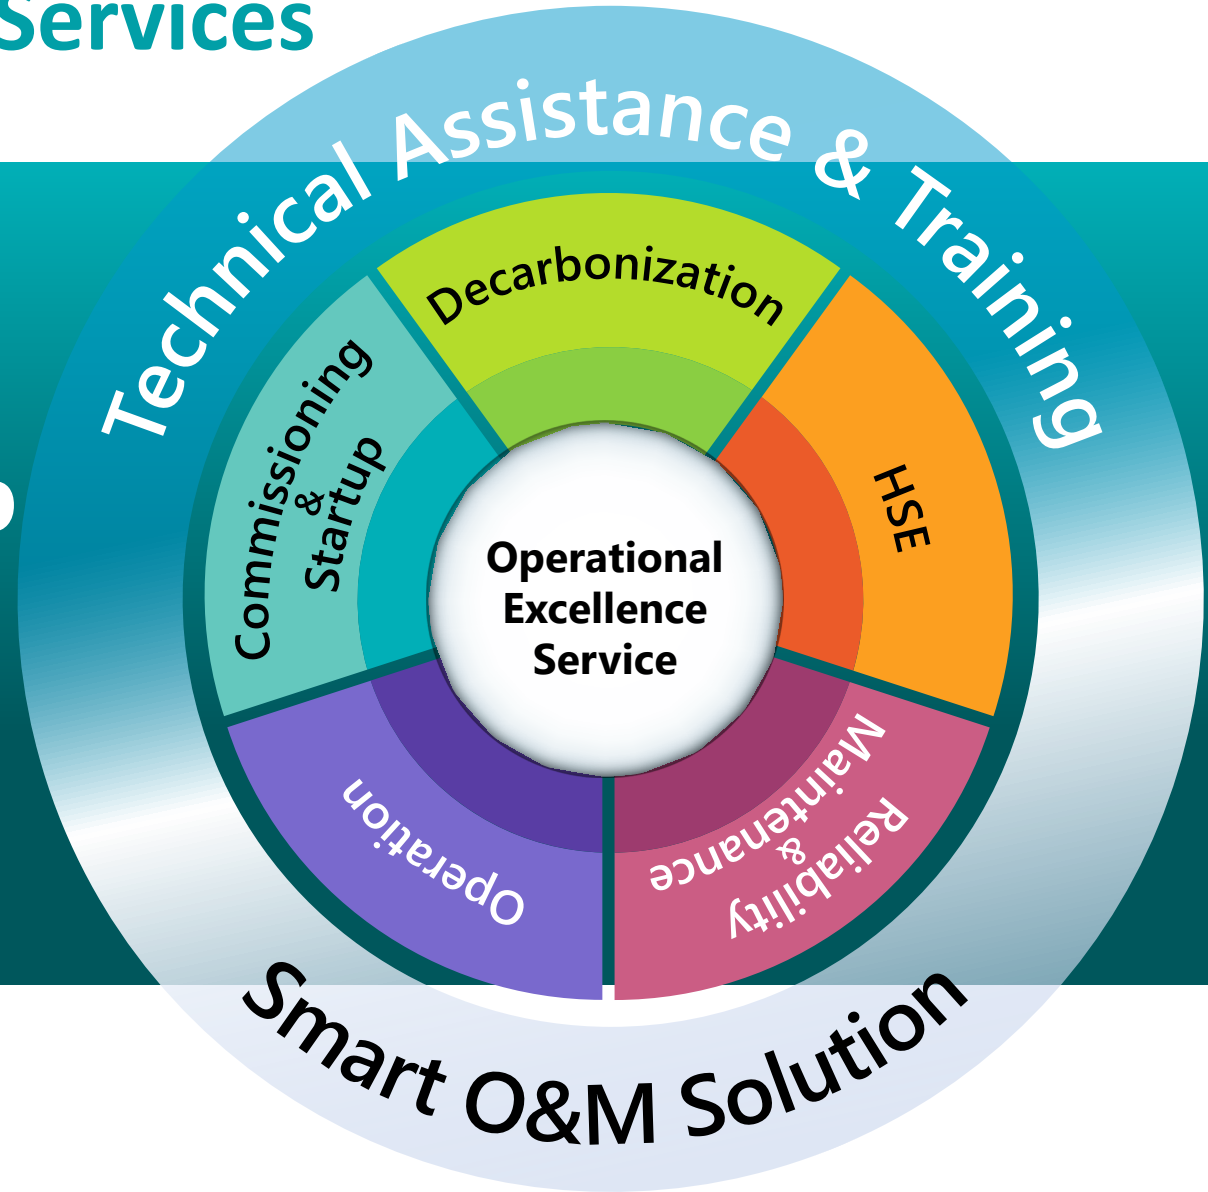 Services
Technical Assistance & Training
Decarbonization
Commissioning
&
Startup
HSE
Operational
Excellence
Service
Operation
Reliability
&
Maintenance
Smart O&M Solution